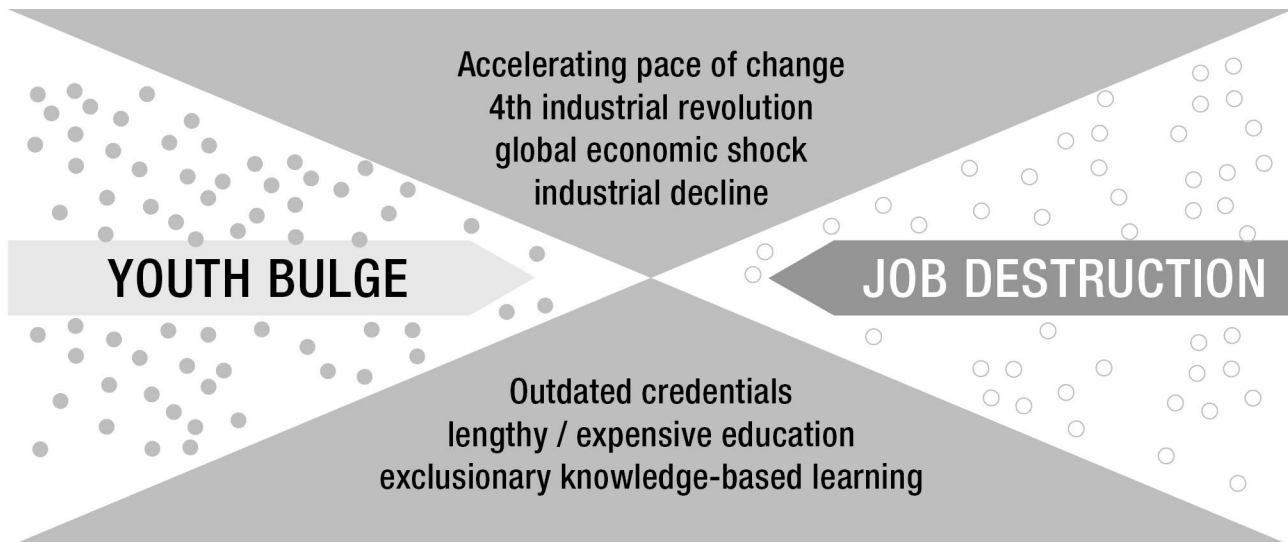 Accelerating pace of change
4th industrial revolution
global economic shock
industrial decline
YOUTH BULGE
JOB DESTRUCTION
Outdated credentials
lengthy / expensive education
exclusionary knowledge-based learning